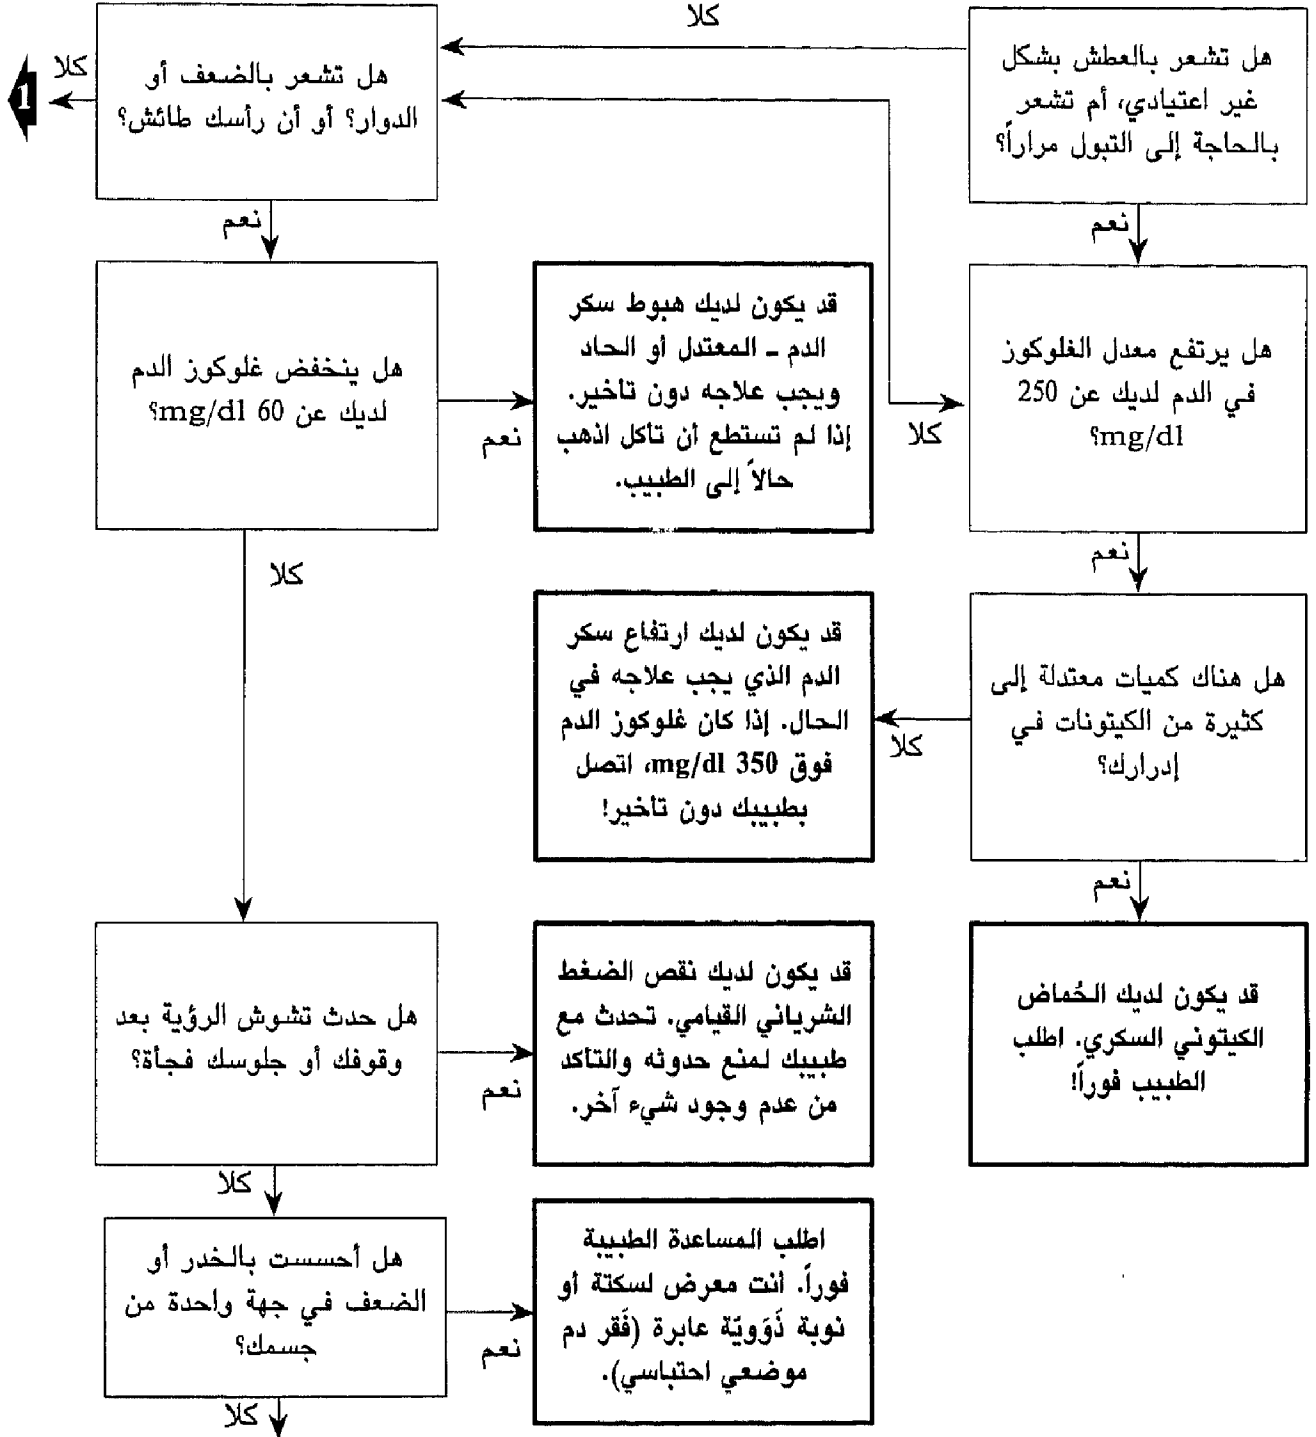 كلا
هل تشعر بالعطش بشكل
غير اعتيادي، أم تشعر
بالحاجة إلى التبول مراراً؟
هل تشعر بالضعف أو
الدوار؟ أو أن رأسك طائش؟
كلا
1
نعم
نعم
هل يرتفع معدل الغلوكوز
في الدم لديك عن 250
mg/dl؟
كلا
قد يكون لديك هبوط سكر
الدم ـ المعتدل أو الحاد
ويجب علاجه دون تأخير.
إذا لم تستطع أن تأكل اذهب
حالاً إلى الطبيب.
نعم
هل ينخفض غلوكوز الدم
لديك عن 60 mg/dl؟
نعم
كلا
هل هناك كميات معتدلة إلى
كثيرة من الكيتونات في
إدرارك؟
كلا
قد يكون لديك ارتفاع سكر
الدم الذي يجب علاجه في
الحال. إذا كان غلوكوز الدم
فوق 350 mg/dl، اتصل
بطبيبك دون تأخير!
نعم
قد يكون لديك الحُماض
الكيتوني السكري. اطلب
الطبيب فوراً!
قد يكون لديك نقص الضغط
الشرياني القيامي. تحدث مع
طبيبك لمنع حدوثه والتأكد
من عدم وجود شيء آخر.
نعم
هل حدث تشوش الرؤية بعد
وقوفك أو جلوسك فجأة؟
كلا
اطلب المساعدة الطبيبة
فوراً. أنت معرض لسكتة أو
نوبة ذَوَويّة عابرة (فَقر دم
موضعي احتباسي).
نعم
هل أحسست بالخدر أو
الضعف في جهة واحدة من
جسمك؟
كلا